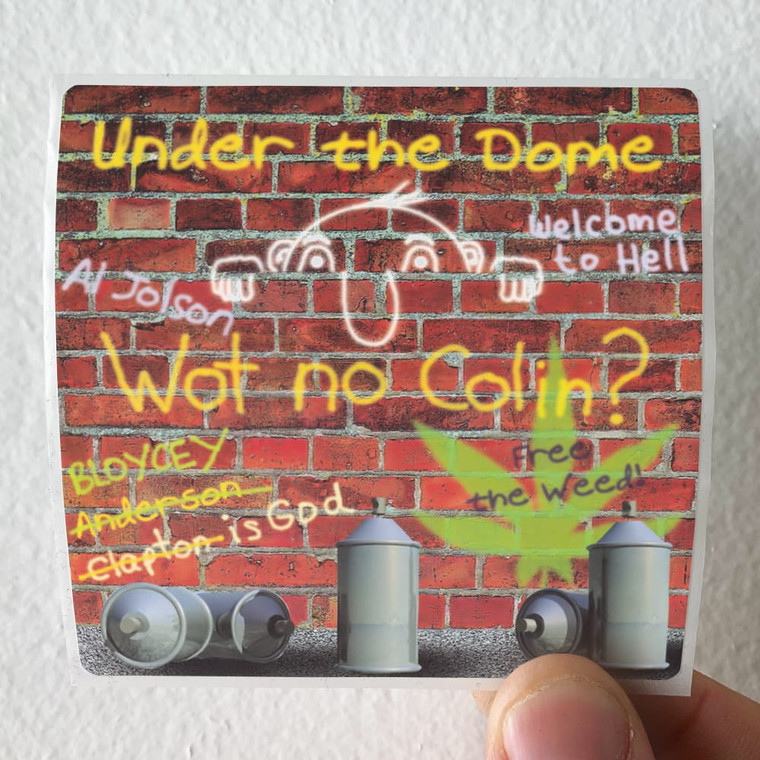 Under the Dome
Welcome
to Hell
Al Jolson
Wot no Colin?
BLOYCEY
Anderson
Clapton is God
Free
the Weed!